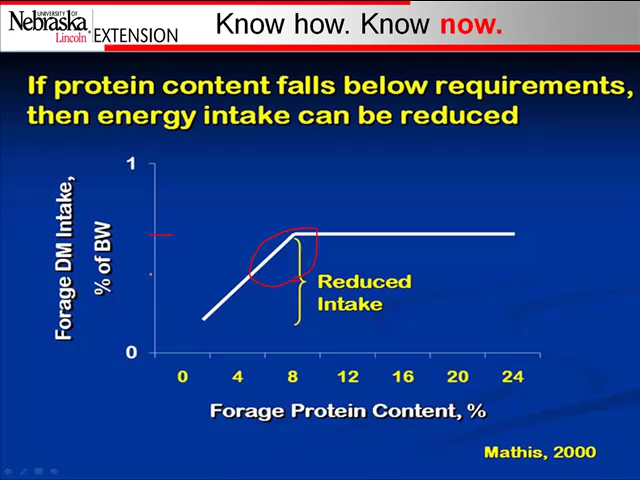 UNIVERSITY OF
Nebraska
Lincoln
EXTENSION
Know how. Know now.
If protein content falls below requirements,
then energy intake can be reduced
1
Forage DM Intake,
% of BW
Reduced
Intake
0
0 4 8 12 16 20 24
Forage Protein Content, %
Mathis, 2000